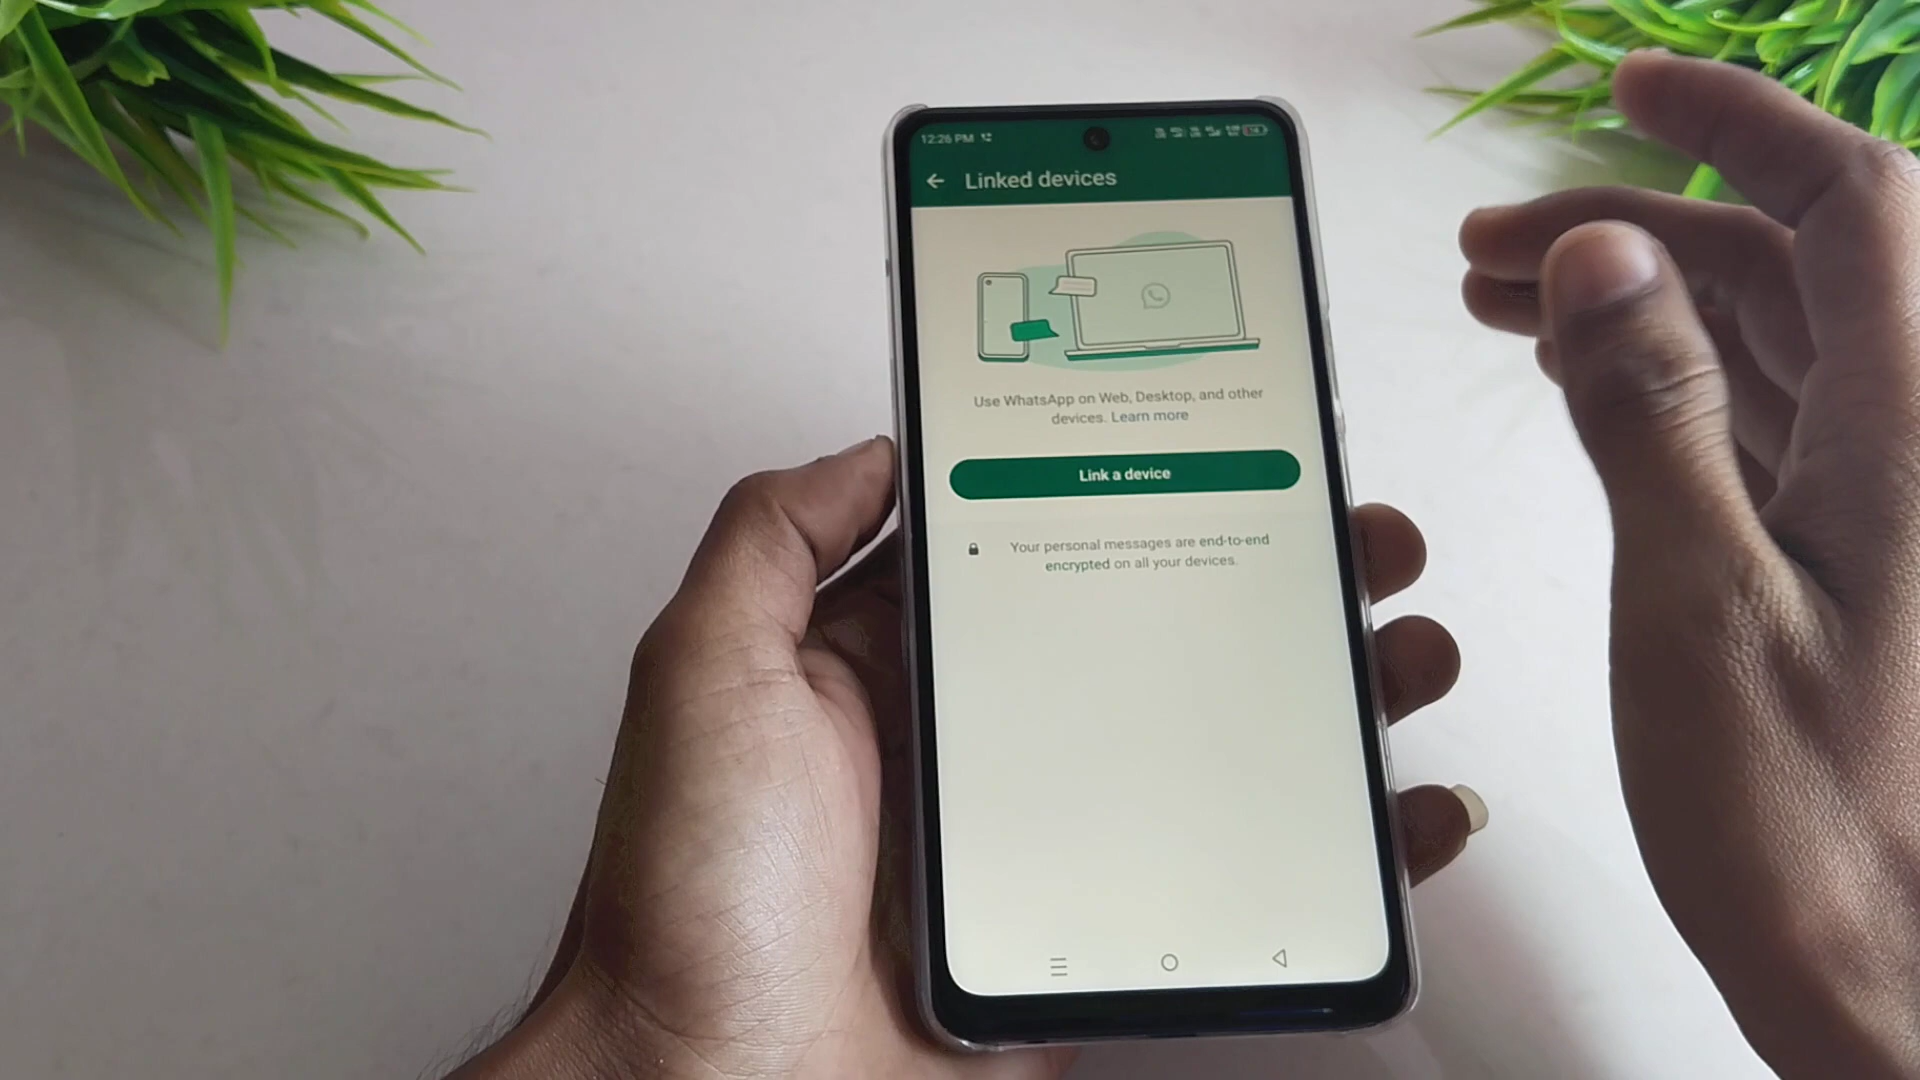 12:26 PM
Linked devices
Use WhatsApp on Web, Desktop, and other
devices. Learn more
Link a device
Your personal messages are end-to-end
encrypted on all your devices.